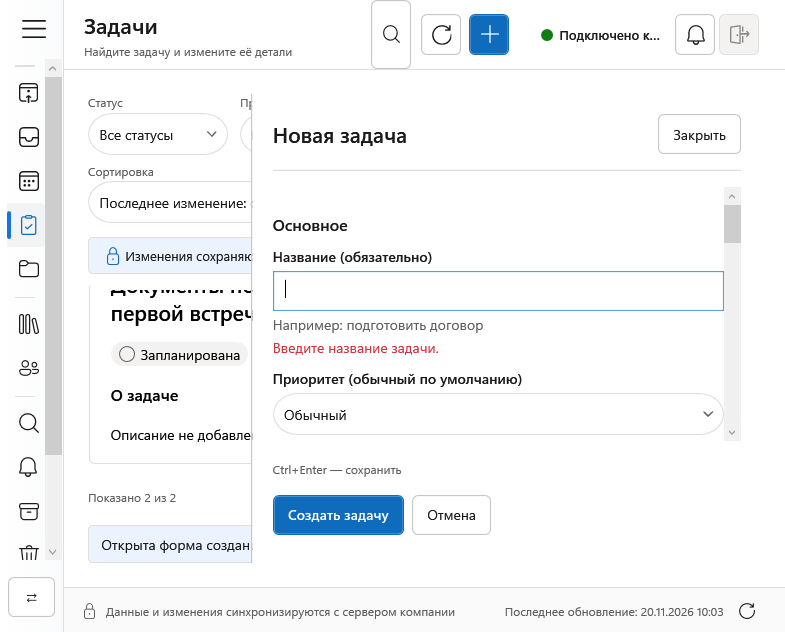 Задачи
Найдите задачу и измените её детали
Подключено к...
Статус
Все статусы
Сортировка
Последнее изменение:
Изменения сохраняю
первой встреч
Запланирована
О задаче
Описание не добавле
Показано 2 из 2
Открыта форма создан
Новая задача
Закрыть
Основное
Название (обязательно)
Например: подготовить договор
Введите название задачи.
Приоритет (обычный по умолчанию)
Обычный
Ctrl+Enter — сохранить
Создать задачу
Отмена
Данные и изменения синхронизируются с сервером компании
Последнее обновление: 20.11.2026 10:03